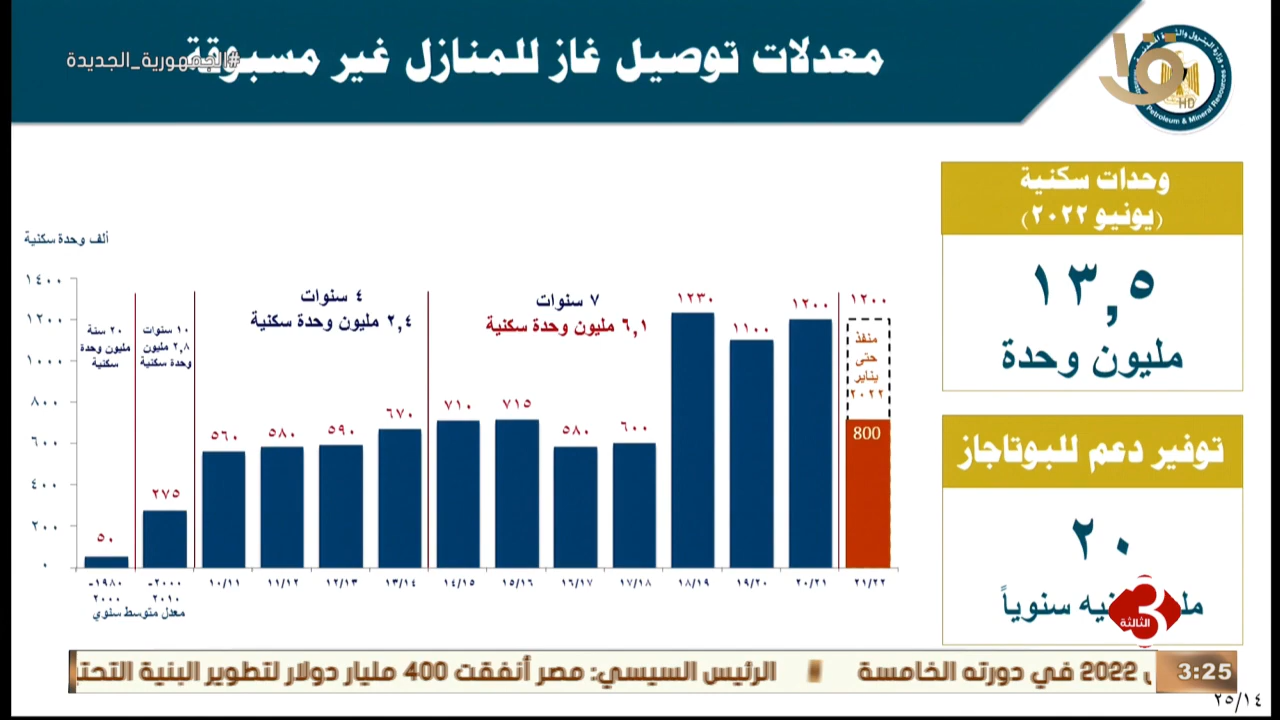 معدلات توصيل غاز للمنازل غير مسبوقة
#الجمهورية_الجديدة
Petroleum & Mineral Resources
HD
وحدات سكنية
(يونيو ٢٠٢٢)
١٣,٥
مليون وحدة
توفير دعم للبوتاجاز
٢٠
سنوياً
3
الثالثة
ألف وحدة سكنية
١٤٠٠
١٢٠٠
١٠٠٠
٨٠٠
٦٠٠
٤٠٠
٢٠٠
٠
٢٠ سنة
مليون وحدة
سكنية
١٠ سنوات
٢,٨ مليون
وحدة سكنية
٤ سنوات
٢,٤ مليون وحدة سكنية
٧ سنوات
٦,١ مليون وحدة سكنية
٥٠
٢٧٥
٥٦٠
٥٨٠
٥٩٠
٦٧٠
٧١٠
٧١٥
٥٨٠
٦٠٠
١٢٣٠
١١٠٠
١٢٠٠
١٢٠٠
منفذ
حتى
يناير
٢٠٢٢
800
١٩٨٠-
٢٠٠٠
٢٠٠٠-
٢٠١٠
١٠/١١
١١/١٢
١٢/١٣
١٣/١٤
١٤/١٥
١٥/١٦
١٦/١٧
١٧/١٨
١٨/١٩
١٩/٢٠
٢٠/٢١
٢١/٢٢
معدل متوسط سنوي
2022 في دورته الخامسة
الرئيس السيسي: مصر أنفقت 400 مليار دولار لتطوير البنية
3:25
٢٥/١٤